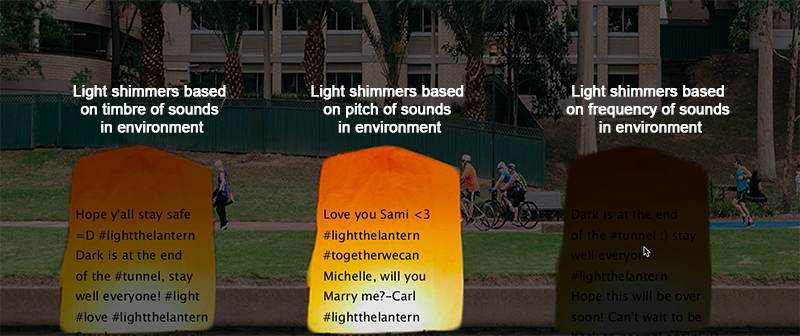 Light shimmers based
on timbre of sounds
in environment
Light shimmers based
on pitch of sounds
in environment
Light shimmers based
on frequency of sounds
in environment
Hope y'all stay safe
=D #lightthelantern
Dark is at the end
of the #tunnel, stay
well everyone! #light
#love #lightthelantern
Love you Sami <3
#lightthelantern
#togetherwecan
Michelle, will you
Marry me?-Carl
#lightthelantern
Dark is at the end
of the #tunnel :) stay
well everyone!
#lightthelantern
Hope this will be over
soon! Can't wait to be